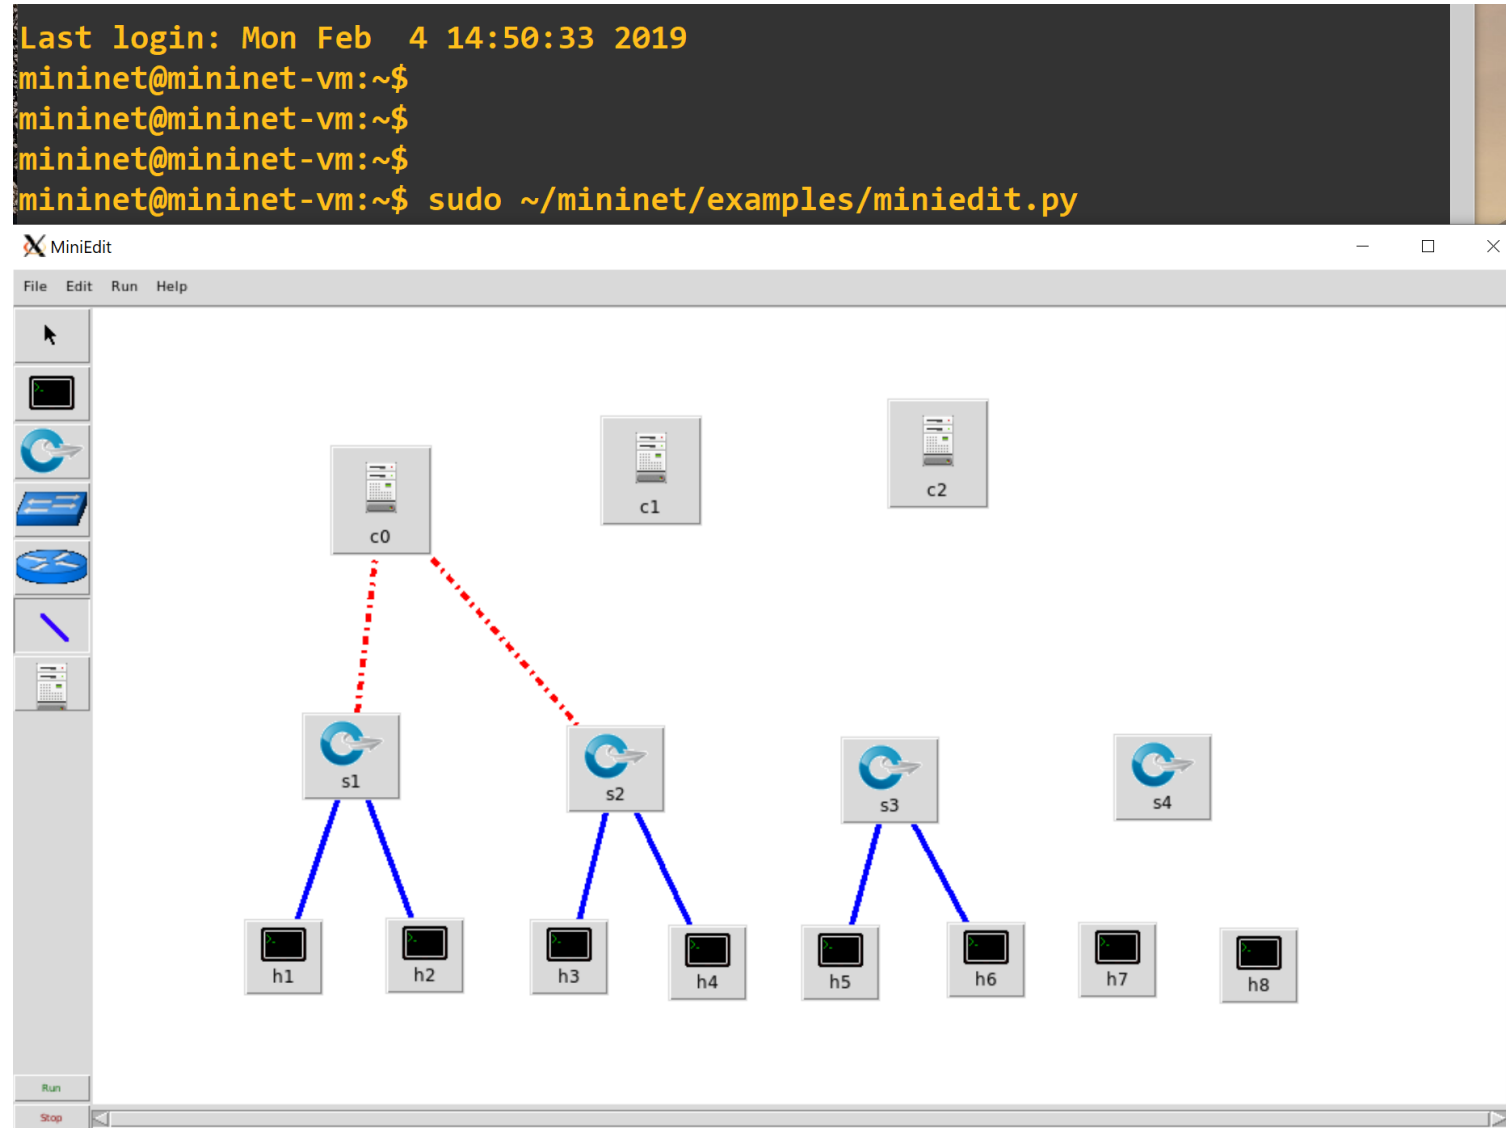 Last login: Mon Feb  4 14:50:33 2019
mininet@mininet-vm:~$
mininet@mininet-vm:~$
mininet@mininet-vm:~$
mininet@mininet-vm:~$ sudo ~/mininet/examples/miniedit.py
MiniEdit
File Edit Run Help
c0
c1
c2
s1
s2
s3
s4
h1
h2
h3
h4
h5
h6
h7
h8
Run
Stop